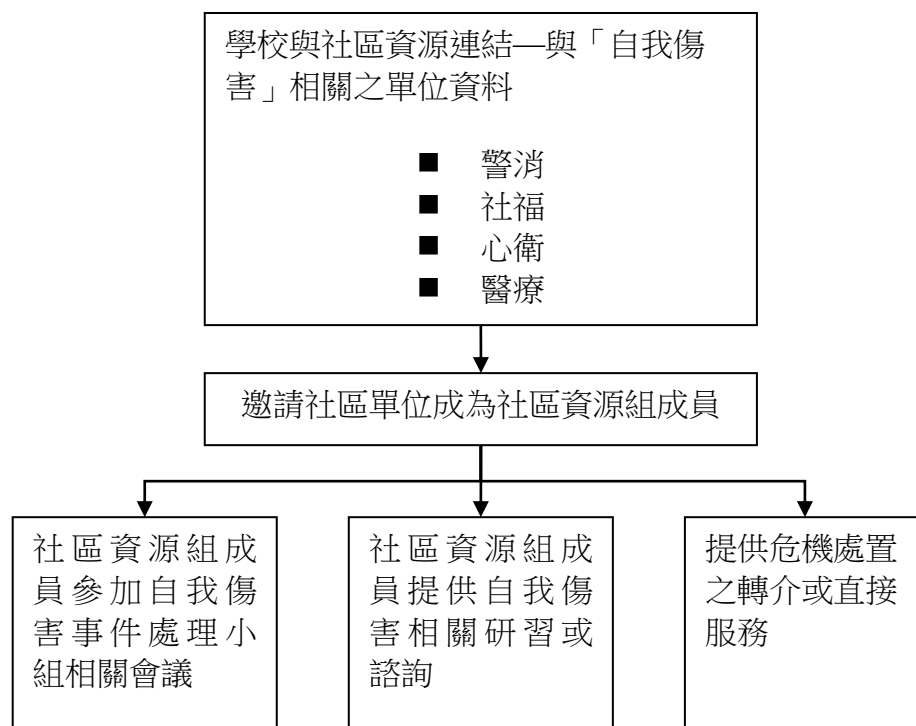 學校與社區資源連結—與「自我傷
害」相關之單位資料
■ 警消
■ 社福
■ 心衛
■ 醫療
邀請社區單位成為社區資源組成員
社區資源組成
員參加自我傷
害事件處理小
組相關會議
社區資源組成
員提供自我傷
害相關研習或
諮詢
提供危機處置
之轉介或直接
服務